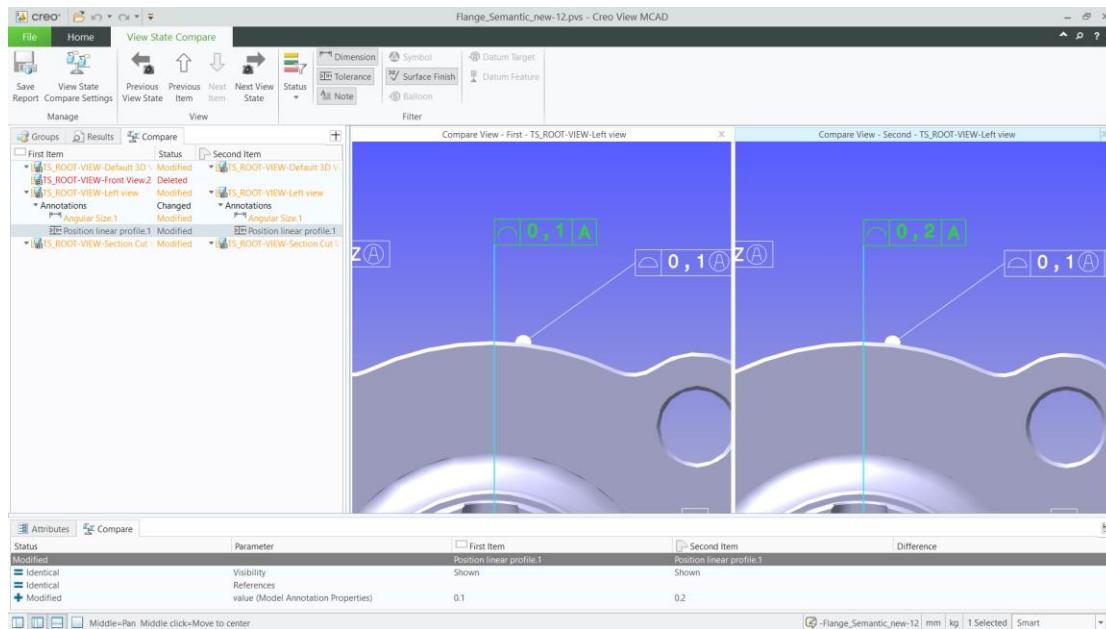 creo
Flange_Semantic_new-12.pvs - Creo View MCAD
File Home View State Compare
Save Report
View State Compare Settings
Manage
Previous View State
Previous Item
Next Item
Next View State
View
Status
Dimension Symbol Datum Target
Tolerance Surface Finish Datum Feature
Note Balloon
Filter
Groups Results Compare
First Item Status Second Item
TS_ROOT-VIEW-Default 3D Modified TS_ROOT-VIEW-Default 3D
TS_ROOT-VIEW-Front View.2 Deleted
TS_ROOT-VIEW-Left view Modified TS_ROOT-VIEW-Left view
Annotations Changed Annotations
Angular Size.1 Modified Angular Size.1
Position linear profile.1 Modified Position linear profile.1
TS_ROOT-VIEW-Section Cut Modified TS_ROOT-VIEW-Section Cut
Compare View - First - TS_ROOT-VIEW-Left view
0,1 A
Z A
0,1 A
Compare View - Second - TS_ROOT-VIEW-Left view
0,2 A
Z A
0,1 A
Attributes Compare
Status Parameter First Item Second Item Difference
Modified Position linear profile.1 Position linear profile.1
Identical Visibility Shown Shown
Identical References
Modified value (Model Annotation Properties) 0.1 0.2
Middle=Pan Middle click=Move to center
-Flange_Semantic_new-12 mm kg 1 Selected Smart